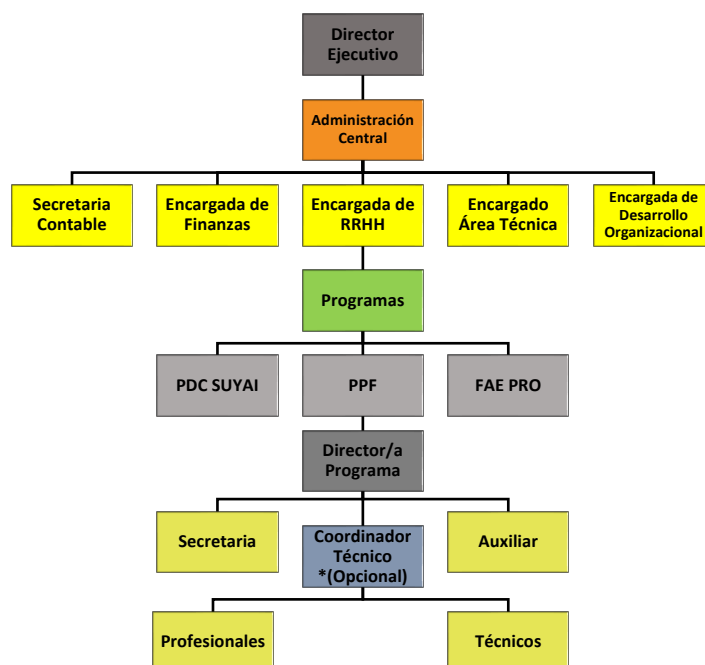 Director
Ejecutivo
Administración
Central
Secretaria
Contable
Encargada de
Finanzas
Encargada de
RRHH
Encargado
Área Técnica
Encargada de
Desarrollo
Organizacional
Programas
PDC SUYAI
PPF
FAE PRO
Director/a
Programa
Secretaria
Coordinador
Técnico
*(Opcional)
Auxiliar
Profesionales
Técnicos